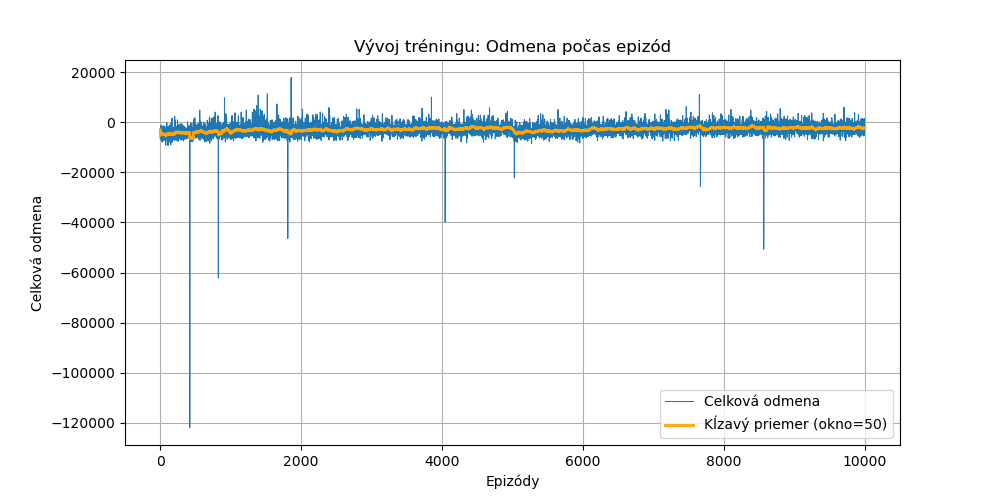 Vývoj tréningu: Odmena počas epizód
Celková odmena
20000
0
−20000
−40000
−60000
−80000
−100000
−120000
0
2000
4000
6000
8000
10000
Epizódy
Celková odmena
Kĺzavý priemer (okno=50)